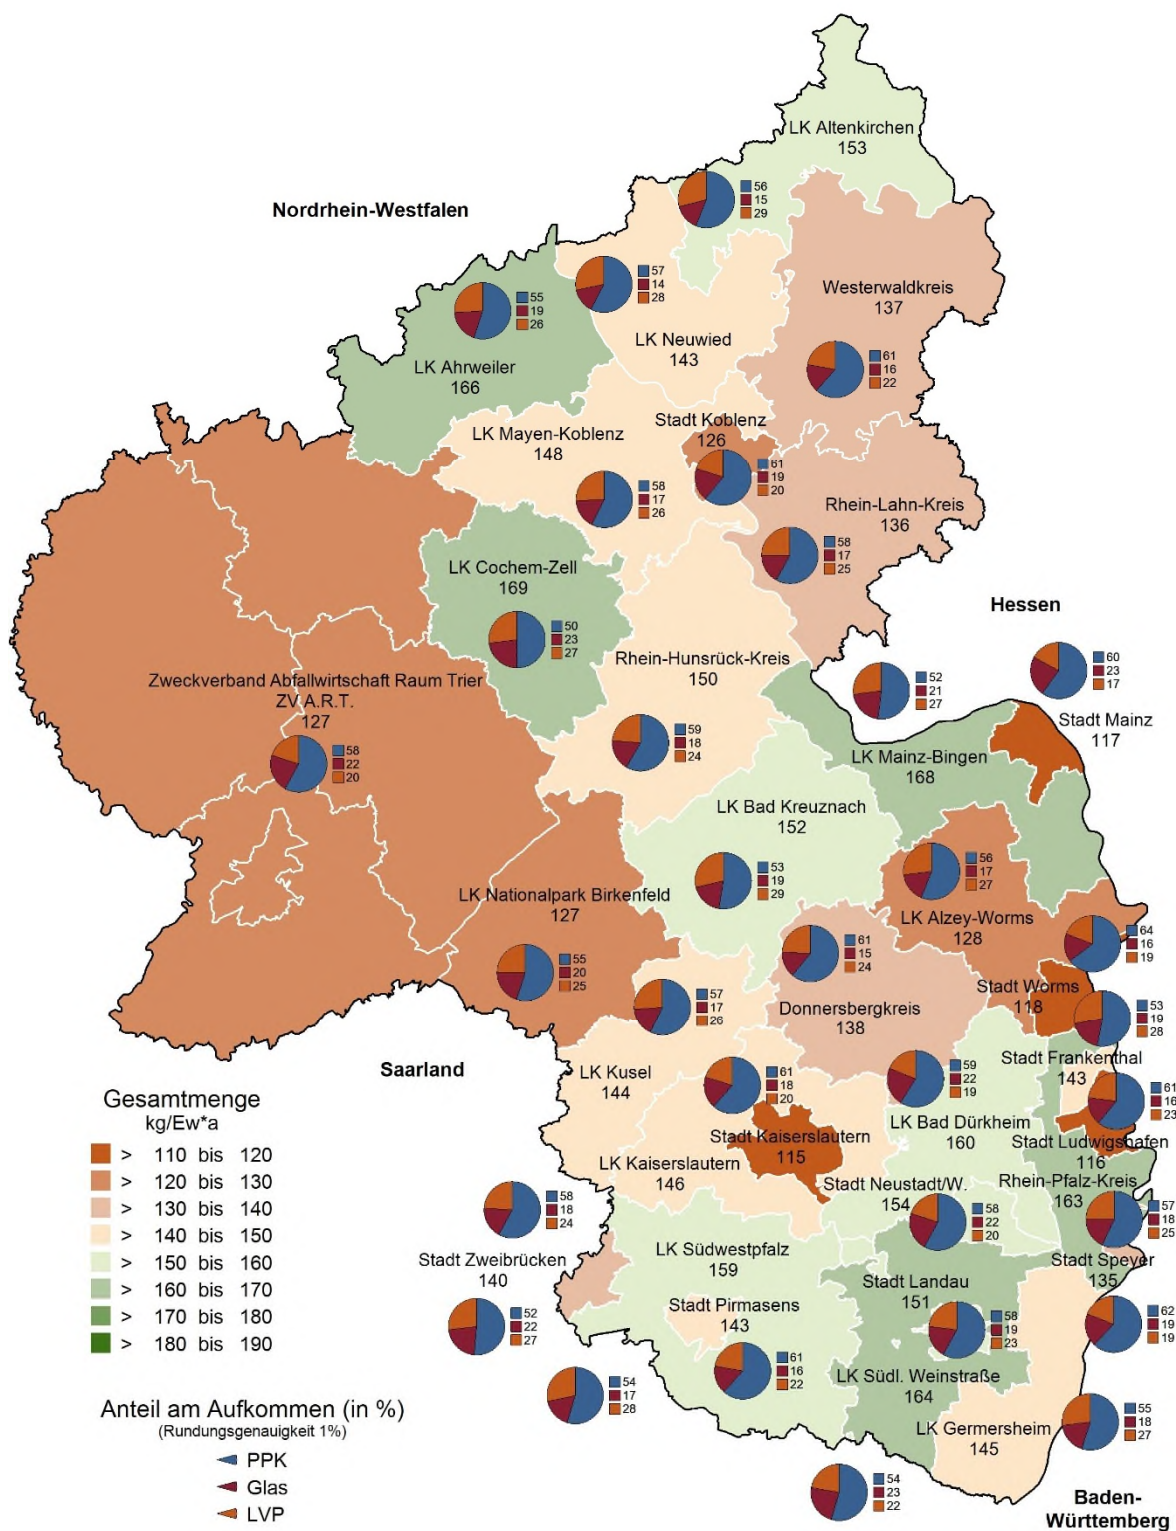 LK Altenkirchen
153
Nordrhein-Westfalen
56
15
29
57
14
28
Westerwaldkreis
137
55
19
26
LK Neuwied
143
61
16
22
LK Ahrweiler
166
Stadt Koblenz
126
LK Mayen-Koblenz
148
61
19
20
58
17
26
Rhein-Lahn-Kreis
136
58
17
25
LK Cochem-Zell
169
Hessen
50
23
27
Rhein-Hunsrück-Kreis
150
60
23
17
52
21
27
Zweckverband Abfallwirtschaft Raum Trier
ZV A.R.T.
127
58
22
20
59
18
24
Stadt Mainz
117
LK Mainz-Bingen
168
LK Bad Kreuznach
152
53
19
29
56
17
27
LK Nationalpark Birkenfeld
127
LK Alzey-Worms
128
64
16
19
61
15
24
55
20
25
Stadt Worms
118
57
17
26
Donnersbergkreis
138
53
19
28
Saarland
Stadt Frankenthal
143
LK Kusel
144
61
18
20
59
22
19
61
16
23
Gesamtmenge
kg/Ew*a
> 110 bis 120
> 120 bis 130
> 130 bis 140
> 140 bis 150
> 150 bis 160
> 160 bis 170
> 170 bis 180
> 180 bis 190
LK Bad Dürkheim
160
Stadt Kaiserslautern
115
Stadt Ludwigshafen
116
LK Kaiserslautern
146
Rhein-Pfalz-Kreis
163
Stadt Neustadt/W.
154
58
18
24
58
22
20
57
18
25
LK Südwestpfalz
159
Stadt Zweibrücken
140
Stadt Speyer
135
Stadt Landau
151
Stadt Pirmasens
143
52
22
27
58
19
23
62
19
19
61
16
22
LK Südl. Weinstraße
164
54
17
28
LK Germersheim
145
55
18
27
Anteil am Aufkommen (in %)
(Rundungsgenauigkeit 1%)
PPK
Glas
LVP
54
23
22
Baden-
Württemberg